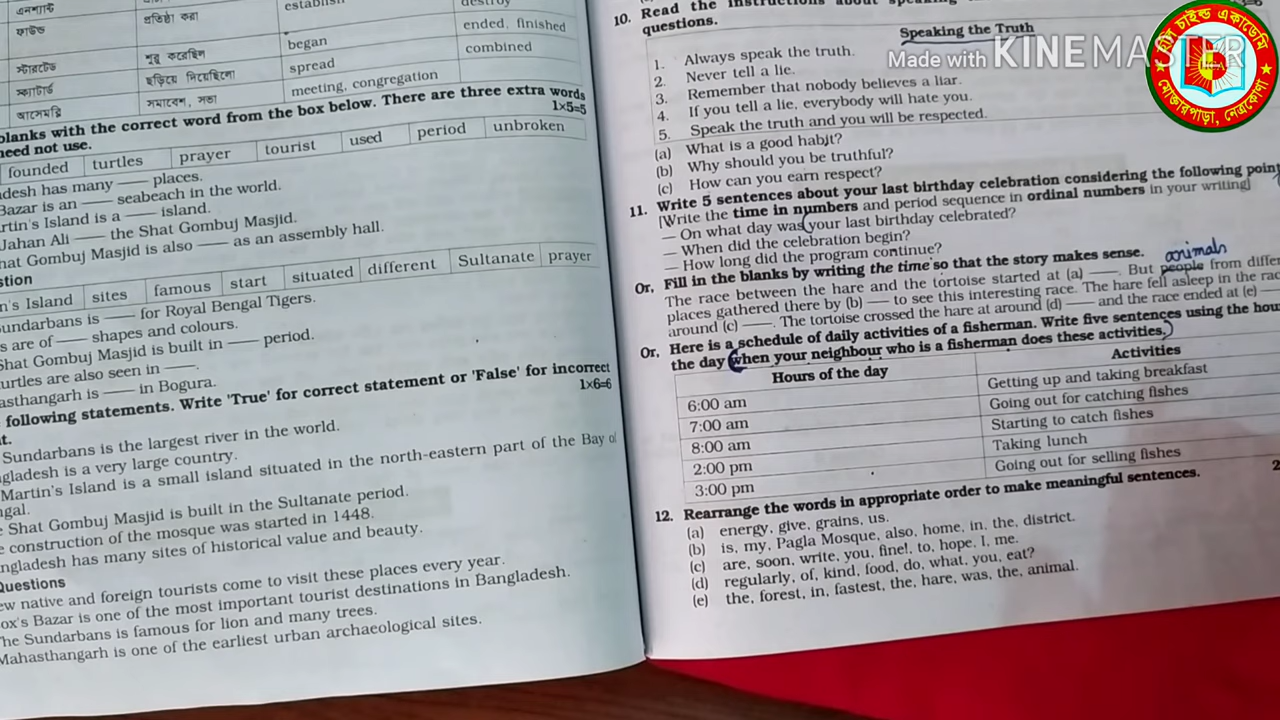 এনশ্যান্ট
ফাউন্ড প্রতিষ্ঠা করা establish destroy
স্টারটেড শুরু করেছিল began ended, finished
স্ক্যাটার্ড ছড়িয়ে দিয়েছিলো spread combined
আসেমব্লি সমাবেশ, সভা meeting, congregation
blanks with the correct word from the box below. There are three extra words
need not use. 1×5=5
founded turtles prayer tourist used period unbroken
adesh has many —— places.
Bazar is an —— seabeach in the world.
artin's Island is a —— island.
Jahan Ali —— the Shat Gombuj Masjid.
hat Gombuj Masjid is also —— as an assembly hall.
stion
n's Island sites famous start situated different Sultanate prayer
Sundarbans is —— for Royal Bengal Tigers.
s are of —— shapes and colours.
Shat Gombuj Masjid is built in —— period.
turtles are also seen in ——.
asthangarh is —— in Bogura.
following statements. Write 'True' for correct statement or 'False' for incorrect
t. 1×6=6
Sundarbans is the largest river in the world.
ngladesh is a very large country.
Martin's Island is a small island situated in the north-eastern part of the Bay of
ngal.
e Shat Gombuj Masjid is built in the Sultanate period.
e construction of the mosque was started in 1448.
ngladesh has many sites of historical value and beauty.
Questions
ew native and foreign tourists come to visit these places every year.
ox's Bazar is one of the most important tourist destinations in Bangladesh.
The Sundarbans is famous for lion and many trees.
Mahasthangarh is one of the earliest urban archaeological sites.
10. Read the instructions about speaking
questions.
Speaking the Truth
1. Always speak the truth.
2. Never tell a lie.
3. Remember that nobody believes a liar.
4. If you tell a lie, everybody will hate you.
5. Speak the truth and you will be respected.
(a) What is a good habit?
(b) Why should you be truthful?
(c) How can you earn respect?
11. Write 5 sentences about your last birthday celebration considering the following point
[Write the time in numbers and period sequence in ordinal numbers in your writing]
— On what day was your last birthday celebrated?
— When did the celebration begin?
— How long did the program continue?
Or, Fill in the blanks by writing the time so that the story makes sense. animals
The race between the hare and the tortoise started at (a) ——. But people from differe
places gathered there by (b) —— to see this interesting race. The hare fell asleep in the rac
around (c) ——. The tortoise crossed the hare at around (d) —— and the race ended at (e) —
Or, Here is a schedule of daily activities of a fisherman. Write five sentences using the hou
the day when your neighbour who is a fisherman does these activities.
Hours of the day Activities
6:00 am Getting up and taking breakfast
7:00 am Going out for catching fishes
8:00 am Starting to catch fishes
2:00 pm Taking lunch
3:00 pm Going out for selling fishes
12. Rearrange the words in appropriate order to make meaningful sentences. 2
(a) energy, give, grains, us.
(b) is, my, Pagla Mosque, also, home, in, the, district.
(c) are, soon, write, you, fine!, to, hope, I, me.
(d) regularly, of, kind, food, do, what, you, eat?
(e) the, forest, in, fastest, the, hare, was, the, animal.
Made with KINEMASTER
চাইল্ড একাডেমি
মোক্তারপাড়া, নেত্রকোণা